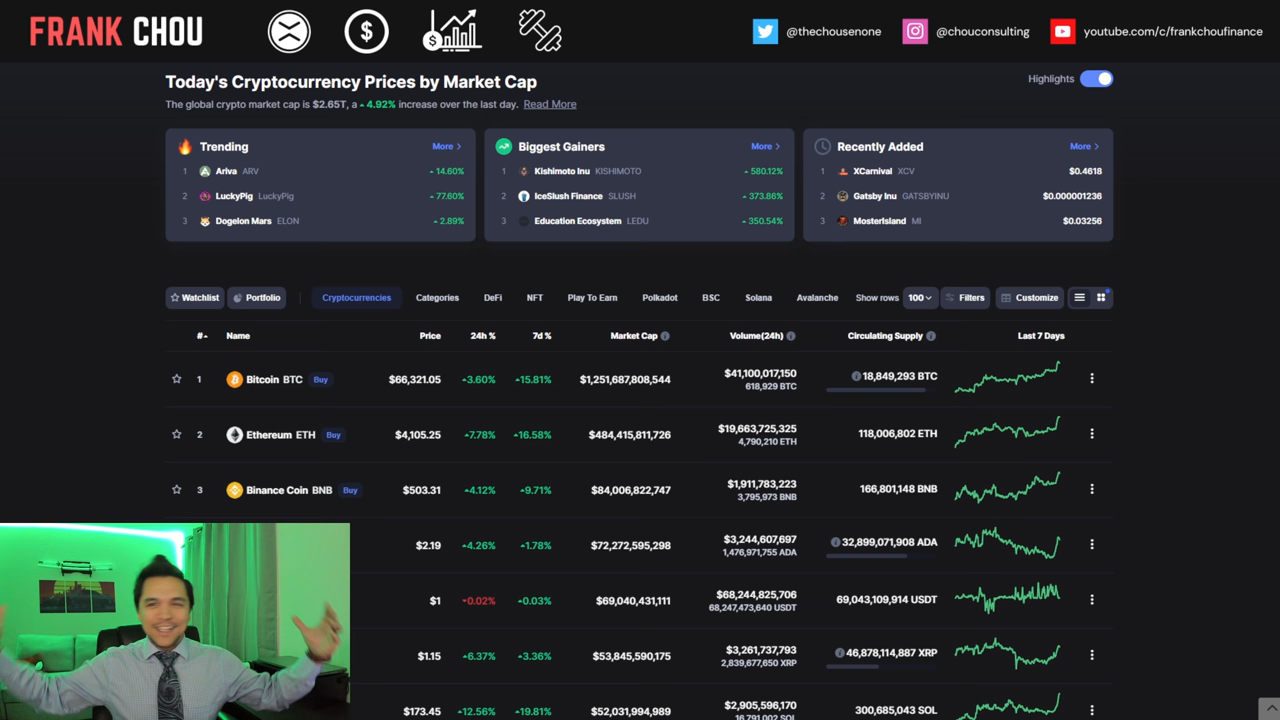 FRANK CHOU
@thechousenone
@chouconsulting
youtube.com/c/frankchoufinance
Today's Cryptocurrency Prices by Market Cap
Highlights
The global crypto market cap is $2.65T, a 4.92% increase over the last day. Read More
Trending
More
1 Ariva ARV 14.60%
2 LuckyPig LuckyPig 77.60%
3 Dogelon Mars ELON 2.89%
Biggest Gainers
More
1 Kishimoto Inu KISHIMOTO 580.12%
2 IceSlush Finance SLUSH 373.86%
3 Education Ecosystem LEDU 350.54%
Recently Added
More
1 XCarnival XCV $0.4618
2 Gatsby Inu GATSBYINU $0.000001236
3 MosterIsland MI $0.03256
Watchlist Portfolio Cryptocurrencies Categories DeFi NFT Play To Earn Polkadot BSC Solana Avalanche Show rows 100 Filters Customize
# Name Price 24h % 7d % Market Cap Volume(24h) Circulating Supply Last 7 Days
1 Bitcoin BTC Buy $66,321.05 3.60% 15.81% $1,251,687,808,544 $41,100,017,150 18,849,293 BTC
618,929 BTC
2 Ethereum ETH Buy $4,105.25 7.78% 16.58% $484,415,811,726 $19,663,725,325 118,006,802 ETH
4,790,210 ETH
3 Binance Coin BNB Buy $503.31 4.12% 9.71% $84,006,822,747 $1,911,783,223 166,801,148 BNB
3,795,973 BNB
$2.19 4.26% 1.78% $72,272,595,298 $3,244,607,697 32,899,071,908 ADA
1,476,971,755 ADA
$1 0.02% 0.03% $69,040,431,111 $68,244,825,706 69,043,109,914 USDT
68,247,473,640 USDT
$1.15 6.37% 3.36% $53,845,590,175 $3,261,737,793 46,878,114,887 XRP
2,839,677,650 XRP
$173.45 12.56% 19.81% $52,031,994,989 $2,905,596,170 300,685,043 SOL
16,791,002 SOL